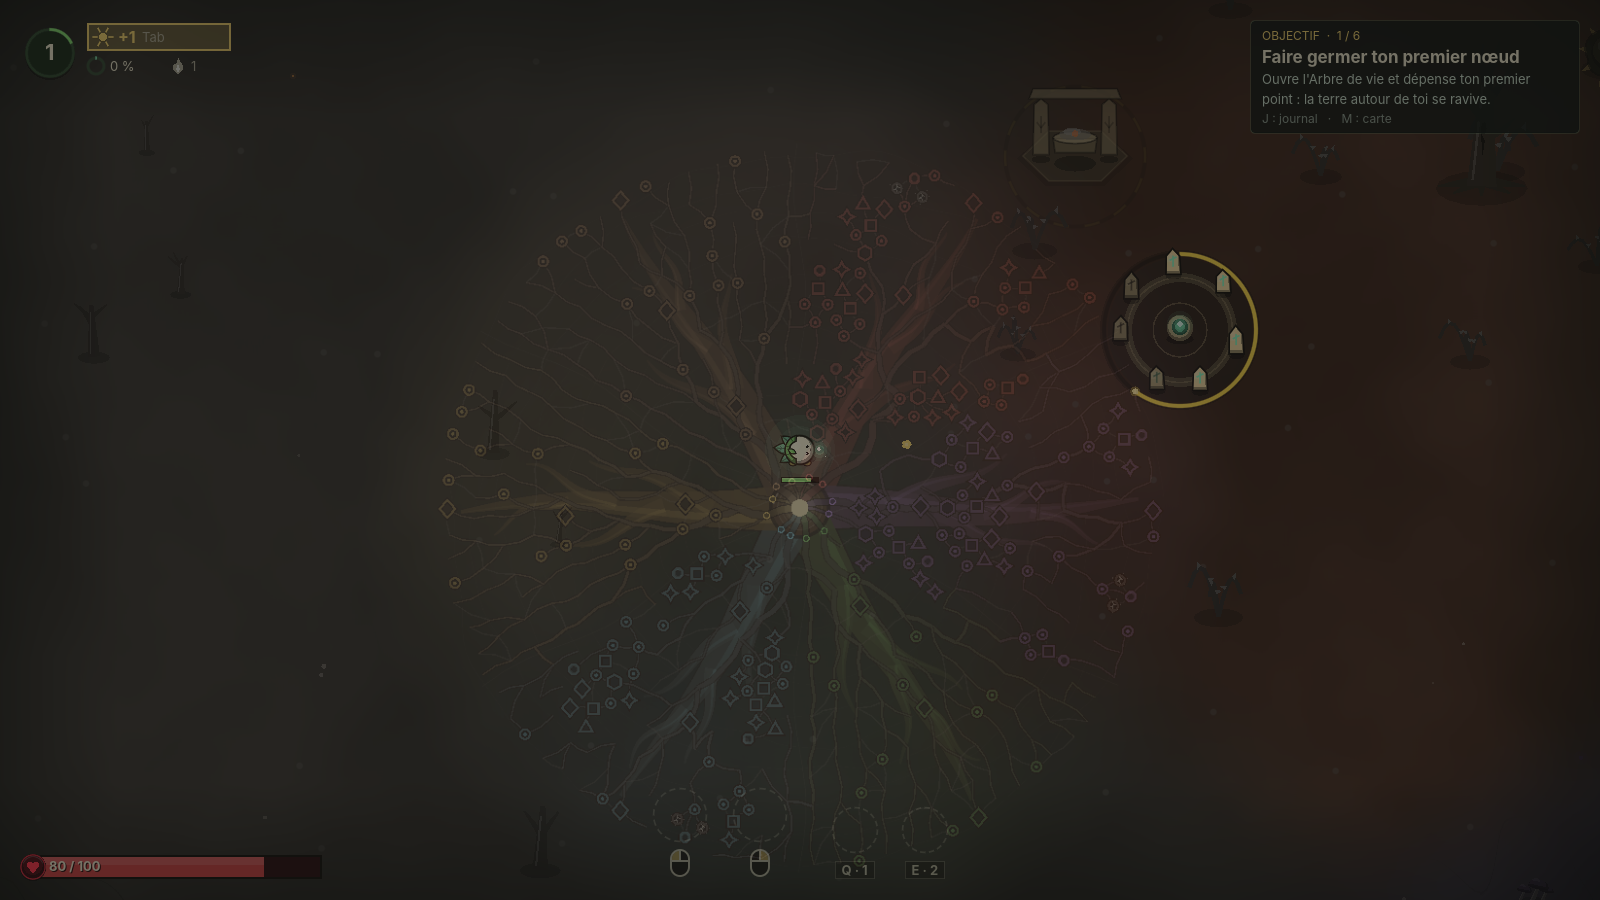 1
+1 Tab
0 %
1
OBJECTIF · 1 / 6
Faire germer ton premier nœud
Ouvre l'Arbre de vie et dépense ton premier
point : la terre autour de toi se ravive.
J : journal · M : carte
80 / 100
Q · 1
E · 2